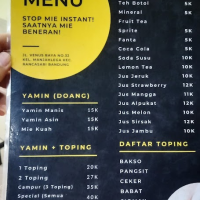 MENU
STOP MIE INSTANT!
SAATNYA MIE
BENERAN!
YAMIN (DOANG)
Yamin Manis 15K
Yamin Asin 15K
Mie Kuah 15K
YAMIN + TOPING
1 Toping 20K
2 Toping 27K
Campur (3 Toping) 35K
Special (Semua 40K
Teh Botol 5K
Mineral 5K
Fruit Tea
Sprite 5K
Fanta 5K
Coca Cola 5K
Soda Susu 10K
Lemon Tea 10K
Jus Jeruk 10K
Jus Strawberry 12K
Jus Mangga 11K
Jus Alpukat 12K
Jus Melon 10K
Jus Sirsak 12K
Jus Jambu 10K
DAFTAR TOPING
BAKSO
PANGSIT
CEKER
BABAT